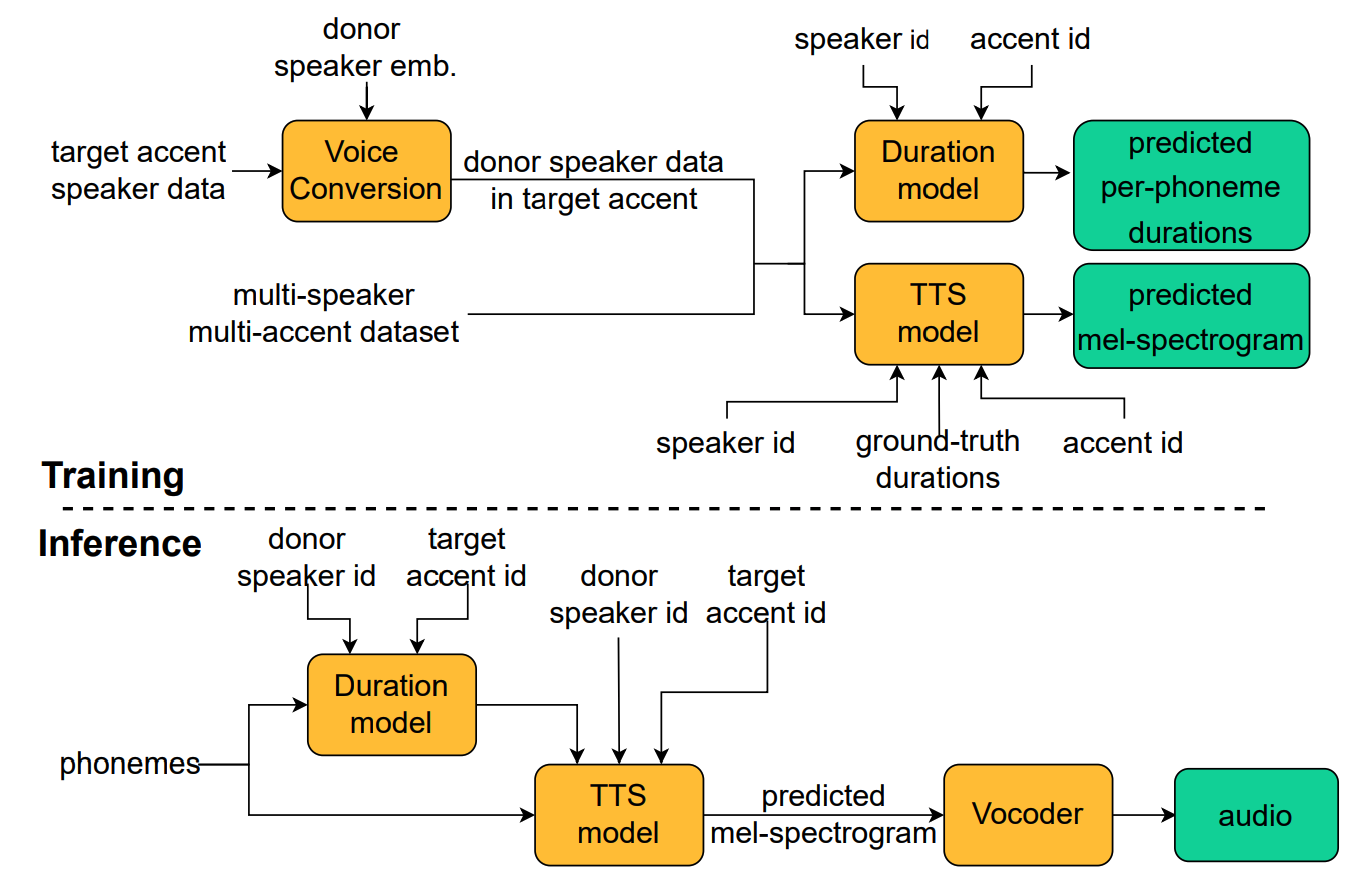 donor
speaker emb.
speaker id
accent id
target accent
speaker data
Voice
Conversion
donor speaker data
in target accent
Duration
model
predicted
per-phoneme
durations
multi-speaker
multi-accent dataset
TTS
model
predicted
mel-spectrogram
speaker id
ground-truth
durations
accent id
Training
Inference
donor
speaker id
target
accent id
donor
speaker id
target
accent id
Duration
model
phonemes
TTS
model
predicted
mel-spectrogram
Vocoder
audio